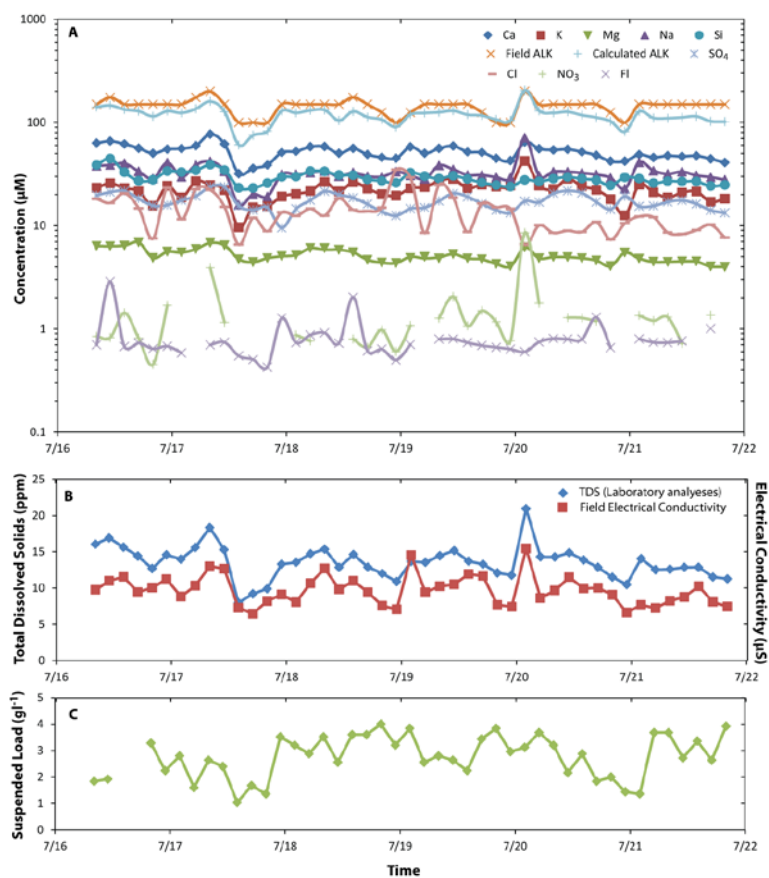 A
Ca K Mg Na Si
Field ALK Calculated ALK SO4
Cl NO3 Fl
1000
100
10
1
0.1
Concentration (µM)
7/16 7/17 7/18 7/19 7/20 7/21 7/22
B
TDS (Laboratory analyeses)
Field Electrical Conductivity
25
20
15
10
5
0
Total Dissolved Solids (ppm)
Electrical Conductivity (µS)
7/16 7/17 7/18 7/19 7/20 7/21 7/22
C
5
4
3
2
1
0
Suspended Load (gl-1)
7/16 7/17 7/18 7/19 7/20 7/21 7/22
Time